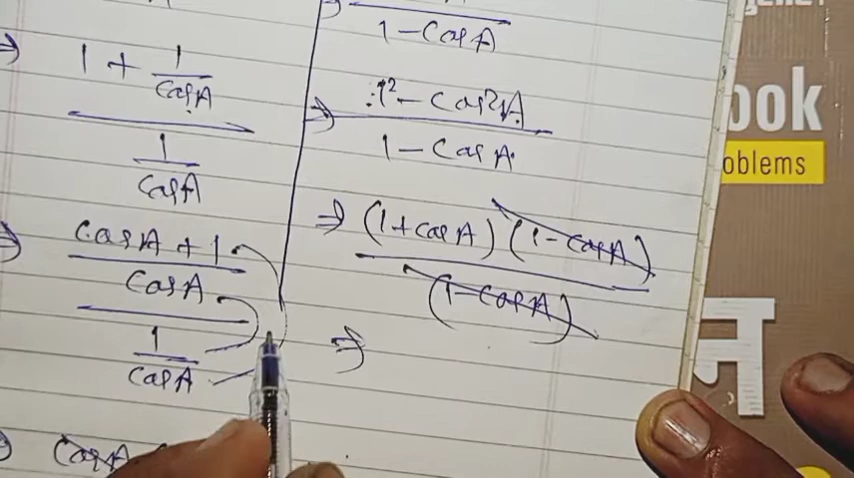 ⇒ 1 + 1/cosA
1/cosA
⇒ cosA + 1
cosA
1/cosA
cosA
⇒
1 - cosA
⇒ 1² - cos²A
1 - cosA
⇒ (1+cosA) (1-cosA)
(1-cosA)
⇒
ook
oblems